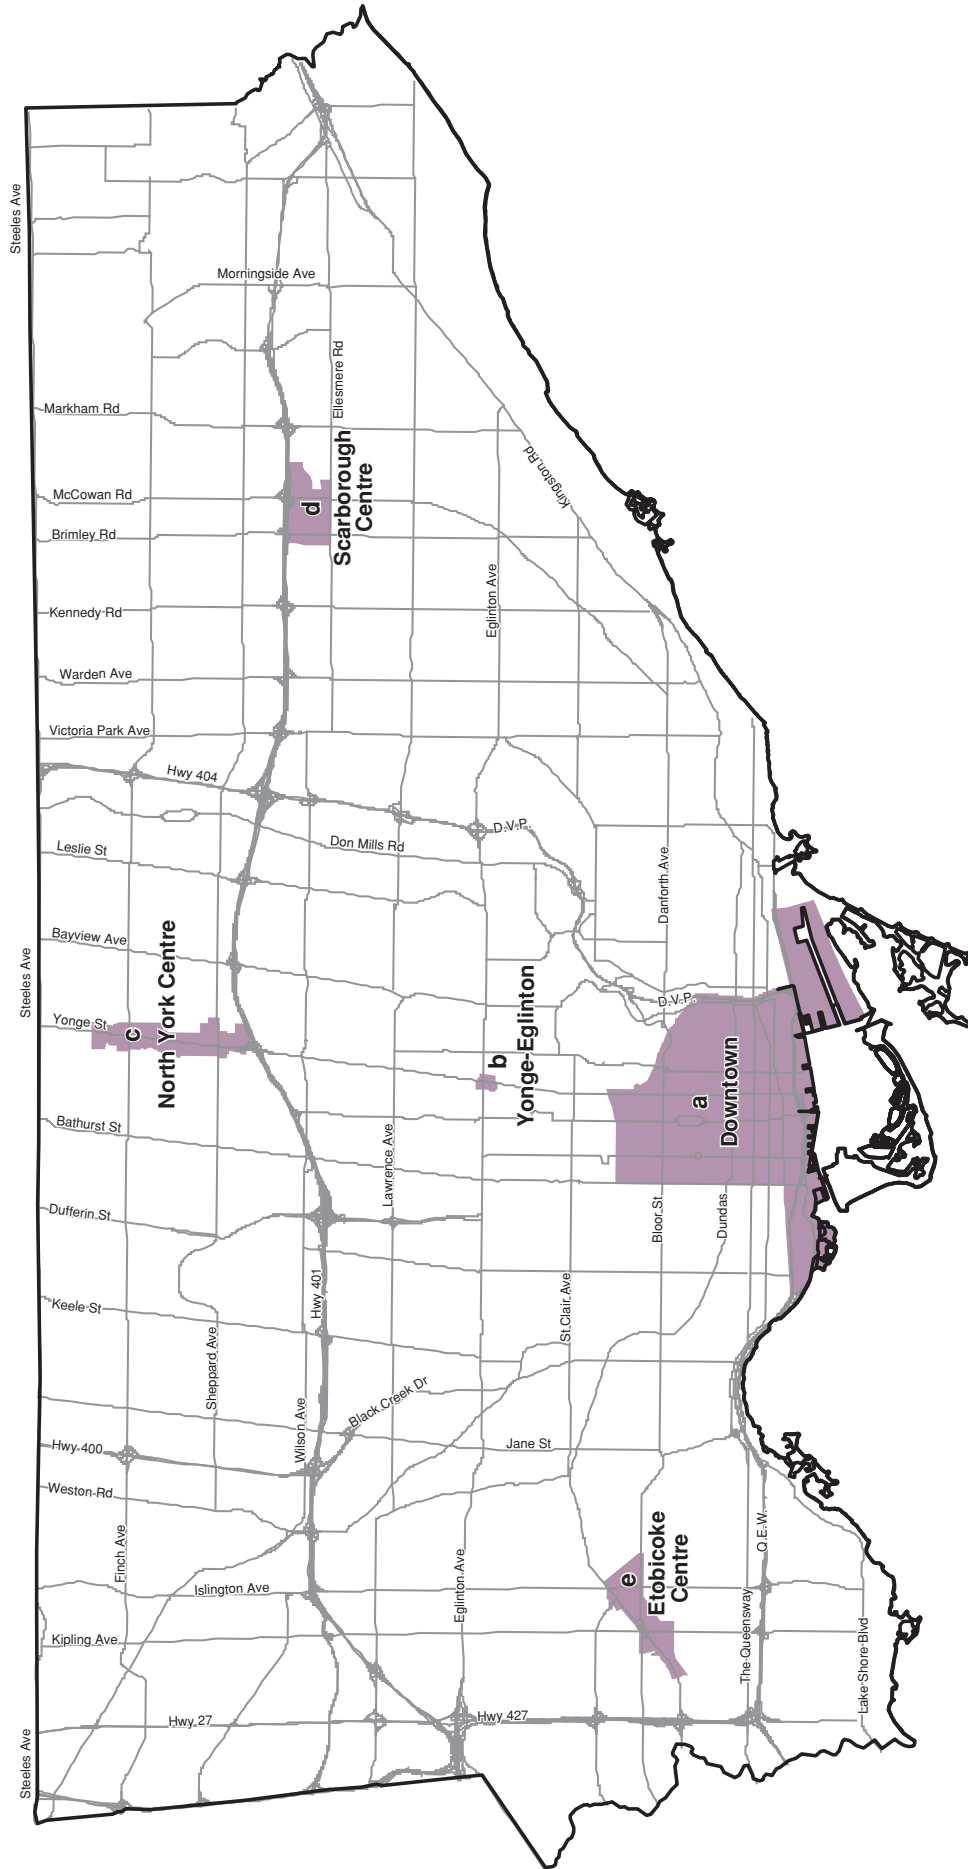 Steeles Ave
Steeles Ave
Steeles Ave
Morningside Ave
Markham Rd
McCowan Rd
Brimley Rd
Kennedy Rd
Warden Ave
Victoria Park Ave
Hwy 404
Don Mills Rd
Leslie St
Bayview Ave
Yonge St
Bathurst St
Dufferin St
Keele St
Hwy 400
Weston Rd
Islington Ave
Kipling Ave
Hwy 27
Ellesmere Rd
d
Scarborough
Centre
Kingston Rd
Eglinton Ave
D.V.P.
Danforth Ave
D.V.P.
c
North York Centre
b
Yonge-Eglinton
a
Downtown
Lawrence Ave
Bloor St
Dundas
Hwy 401
St Clair Ave
Sheppard Ave
Wilson Ave
Black Creek Dr
Jane St
Finch Ave
Eglinton Ave
e
Etobicoke
Centre
Q.E.W.
The Queensway
Lake Shore Blvd
Hwy 427